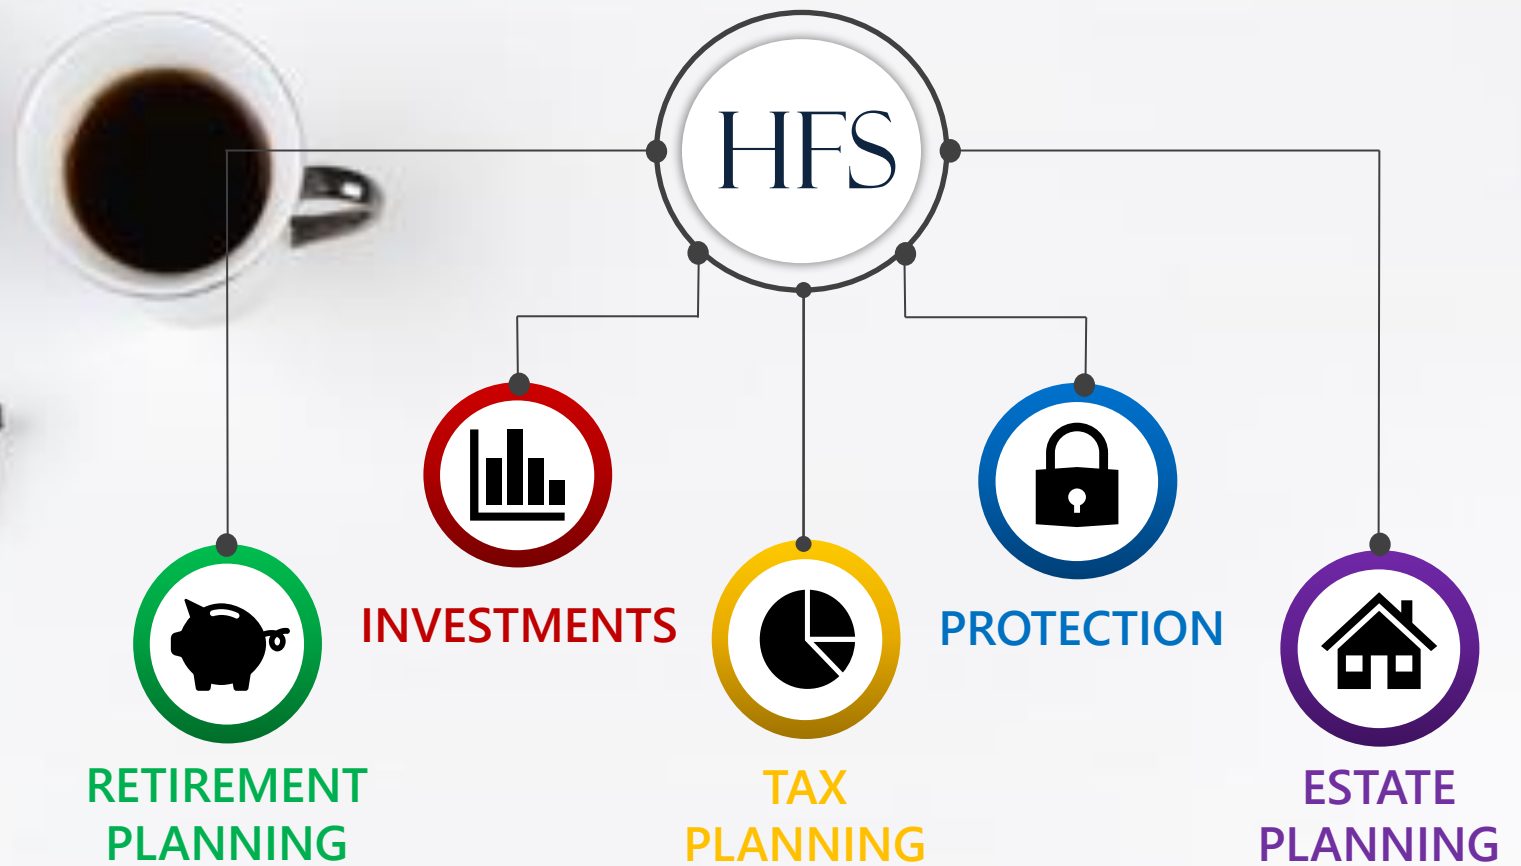 HFS
INVESTMENTS
PROTECTION
RETIREMENT
PLANNING
TAX
PLANNING
ESTATE
PLANNING